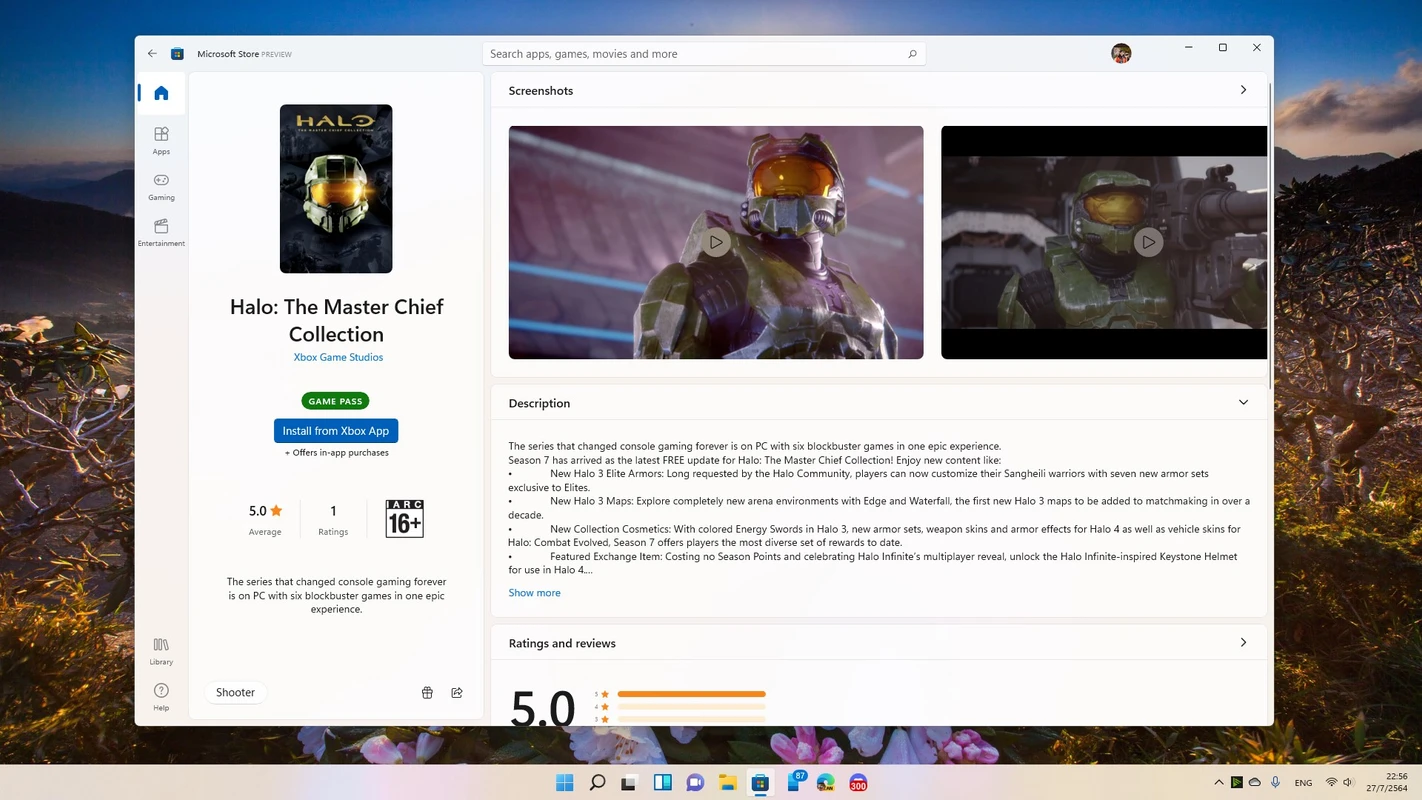 Microsoft Store PREVIEW
Search apps, games, movies and more
Apps
Gaming
Entertainment
Library
Help
HALO
THE MASTER CHIEF COLLECTION
Halo: The Master Chief
Collection
Xbox Game Studios
GAME PASS
Install from Xbox App
+ Offers in-app purchases
5.0
Average
1
Ratings
IARC
16+
The series that changed console gaming forever
is on PC with six blockbuster games in one epic
experience.
Shooter
Screenshots
Description
The series that changed console gaming forever is on PC with six blockbuster games in one epic experience.
Season 7 has arrived as the latest FREE update for Halo: The Master Chief Collection! Enjoy new content like:
• New Halo 3 Elite Armors: Long requested by the Halo Community, players can now customize their Sangheili warriors with seven new armor sets
exclusive to Elites.
• New Halo 3 Maps: Explore completely new arena environments with Edge and Waterfall, the first new Halo 3 maps to be added to matchmaking in over a
decade.
• New Collection Cosmetics: With colored Energy Swords in Halo 3, new armor sets, weapon skins and armor effects for Halo 4 as well as vehicle skins for
Halo: Combat Evolved, Season 7 offers players the most diverse set of rewards to date.
• Featured Exchange Item: Costing no Season Points and celebrating Halo Infinite's multiplayer reveal, unlock the Halo Infinite-inspired Keystone Helmet
for use in Halo 4....
Show more
Ratings and reviews
5.0
5
4
3
87
300
ENG
22:56
27/7/2564